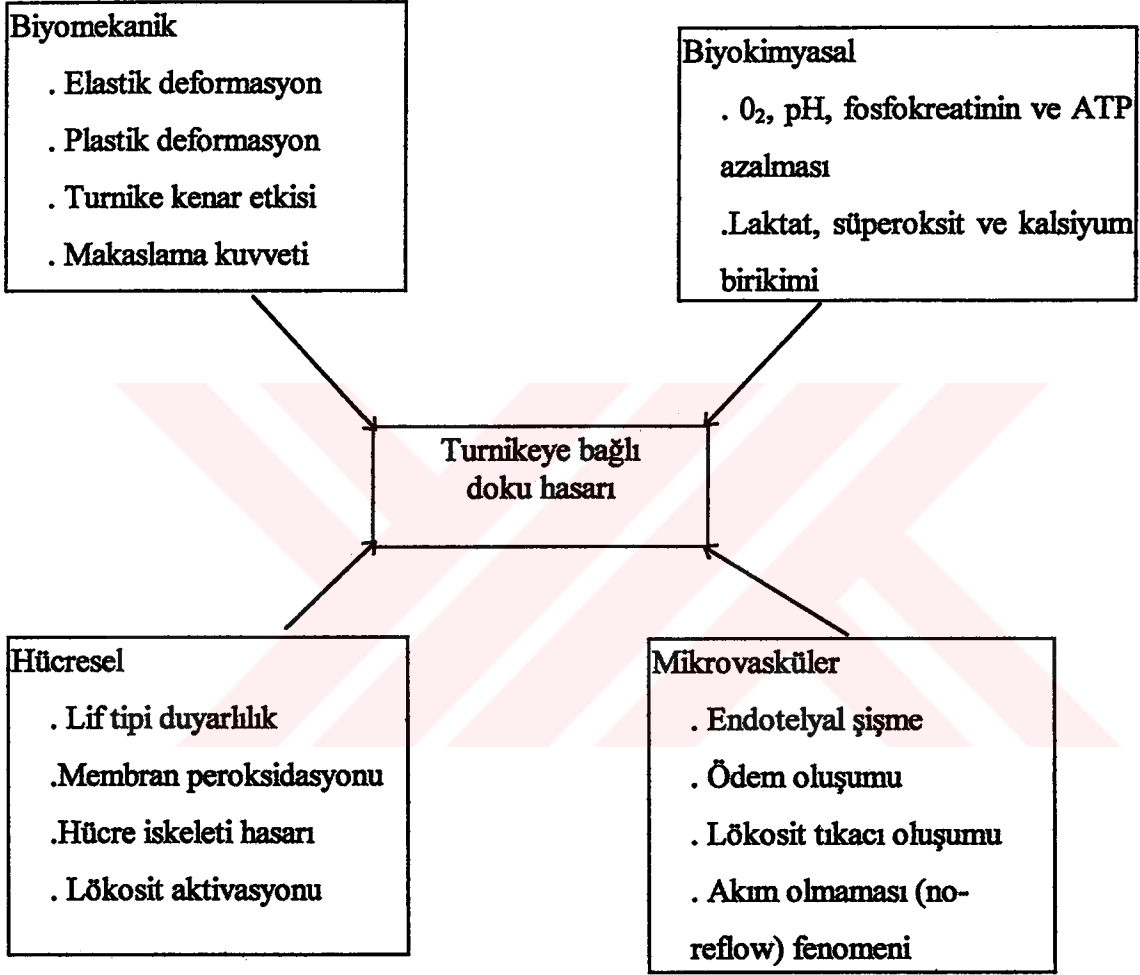 Biyomekanik
. Elastik deformasyon
. Plastik deformasyon
. Turnike kenar etkisi
. Makaslama kuvveti
Biyokimyasal
. 0₂, pH, fosfokreatinin ve ATP
azalması
.Laktat, süperoksit ve kalsiyum
birikimi
Turnikeye bağlı
doku hasarı
Hücresel
. Lif tipi duyarlılık
.Membran peroksidasyonu
.Hücre iskeleti hasarı
. Lökosit aktivasyonu
Mikrovasküler
. Endotelyal şişme
. Ödem oluşumu
. Lökosit tıkacı oluşumu
. Akım olmaması (no-
reflow) fenomeni